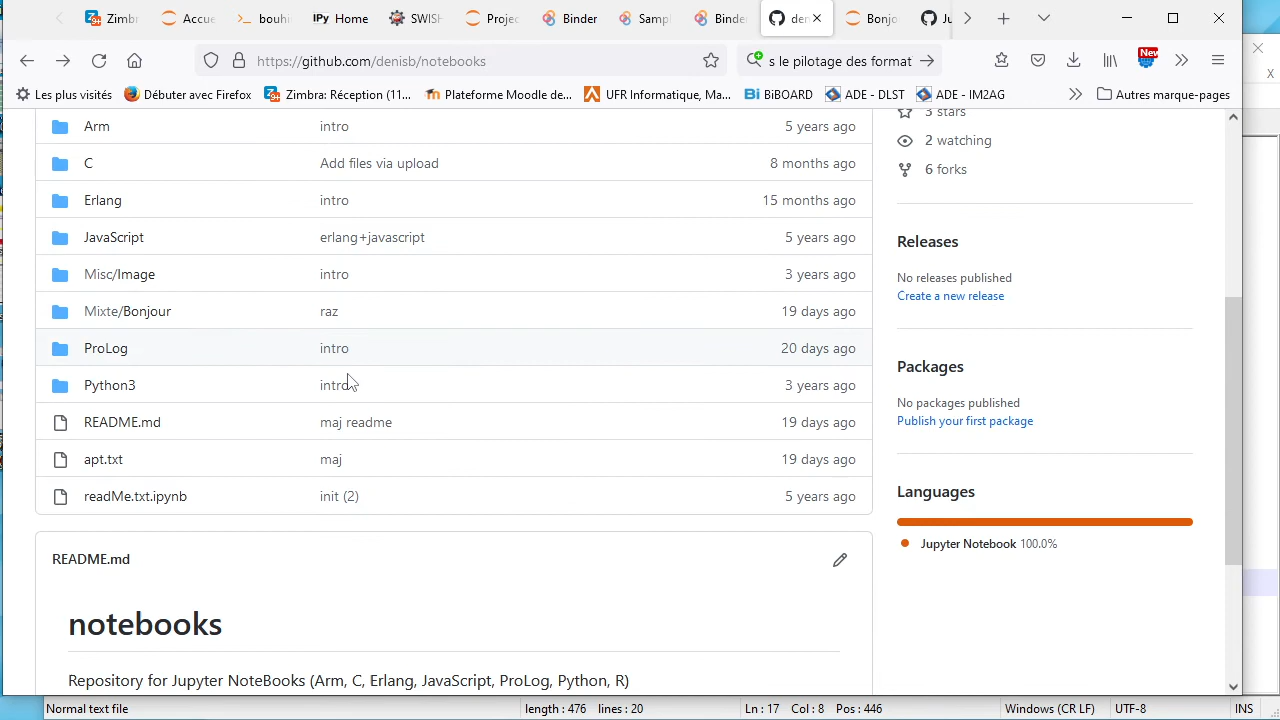 Zimbr
Accue
bouhi
IPy Home
SWISH
Projec
Binder
Sampl
Binde
den
Bonjo
Ju
https://github.com/denisb/notebooks
s le pilotage des format
New
Les plus visités
Débuter avec Firefox
Zimbra: Réception (11...
Plateforme Moodle de...
UFR Informatique, Ma...
BiBOARD
ADE - DLST
ADE - IM2AG
Autres marque-pages
Arm intro 5 years ago
C Add files via upload 8 months ago
Erlang intro 15 months ago
JavaScript erlang+javascript 5 years ago
Misc/Image intro 3 years ago
Mixte/Bonjour raz 19 days ago
ProLog intro 20 days ago
Python3 intro 3 years ago
README.md maj readme 19 days ago
apt.txt maj 19 days ago
readMe.txt.ipynb init (2) 5 years ago
README.md
notebooks
Repository for Jupyter NoteBooks (Arm, C, Erlang, JavaScript, ProLog, Python, R)
3 stars
2 watching
6 forks
Releases
No releases published
Create a new release
Packages
No packages published
Publish your first package
Languages
Jupyter Notebook 100.0%
Normal text file length : 476 lines : 20 Ln : 17 Col : 8 Pos : 446 Windows (CR LF) UTF-8 INS